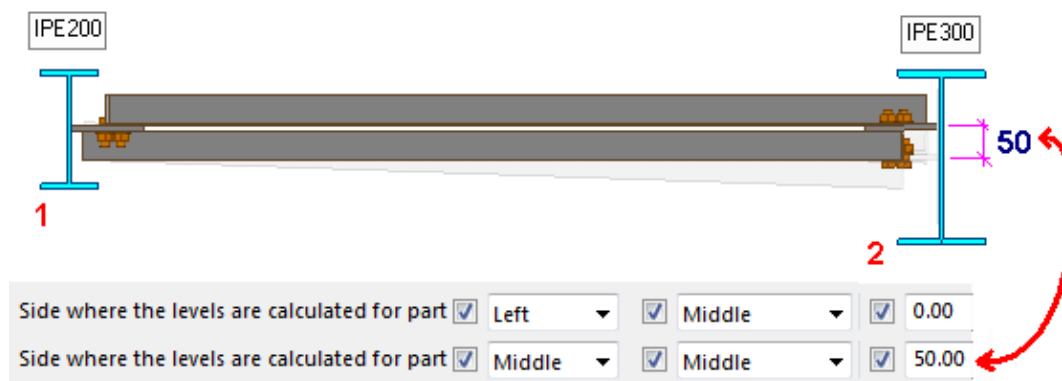 IPE200
IPE300
50
1
2
Side where the levels are calculated for part Left Middle 0.00
Side where the levels are calculated for part Middle Middle 50.00